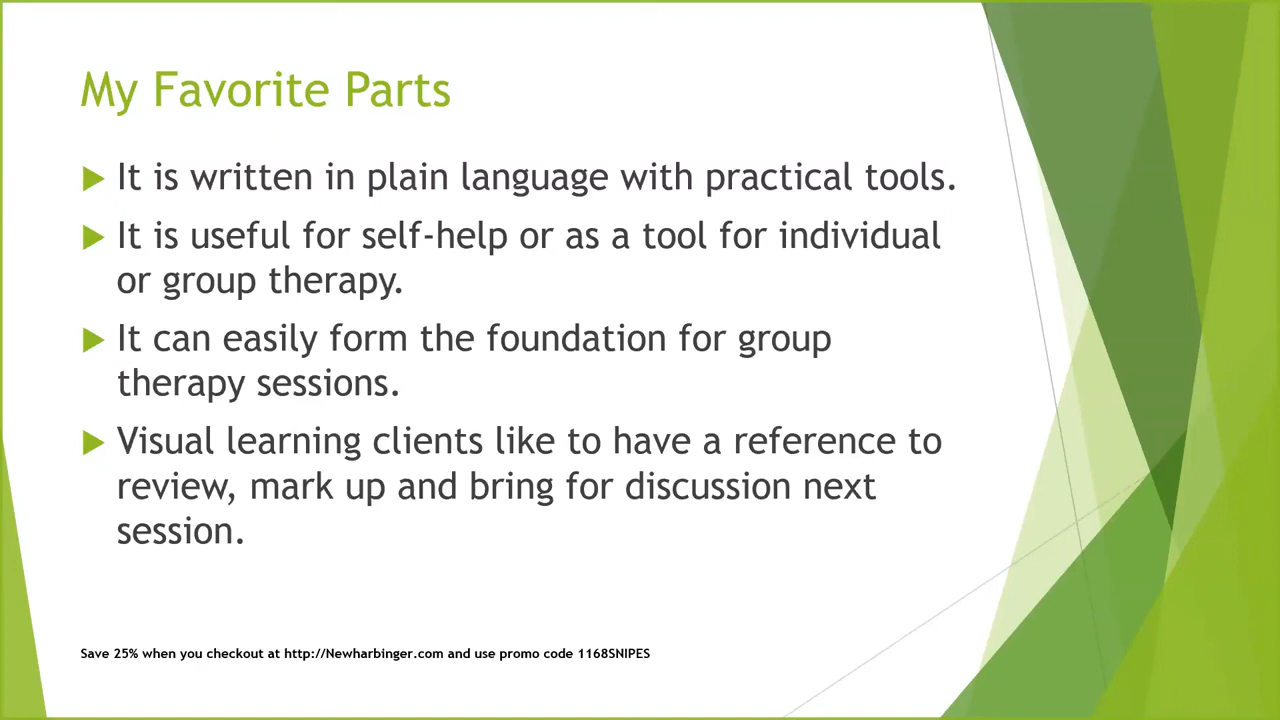 My Favorite Parts
It is written in plain language with practical tools.
It is useful for self-help or as a tool for individual
or group therapy.
It can easily form the foundation for group
therapy sessions.
Visual learning clients like to have a reference to
review, mark up and bring for discussion next
session.
Save 25% when you checkout at http://Newharbinger.com and use promo code 1168SNIPES